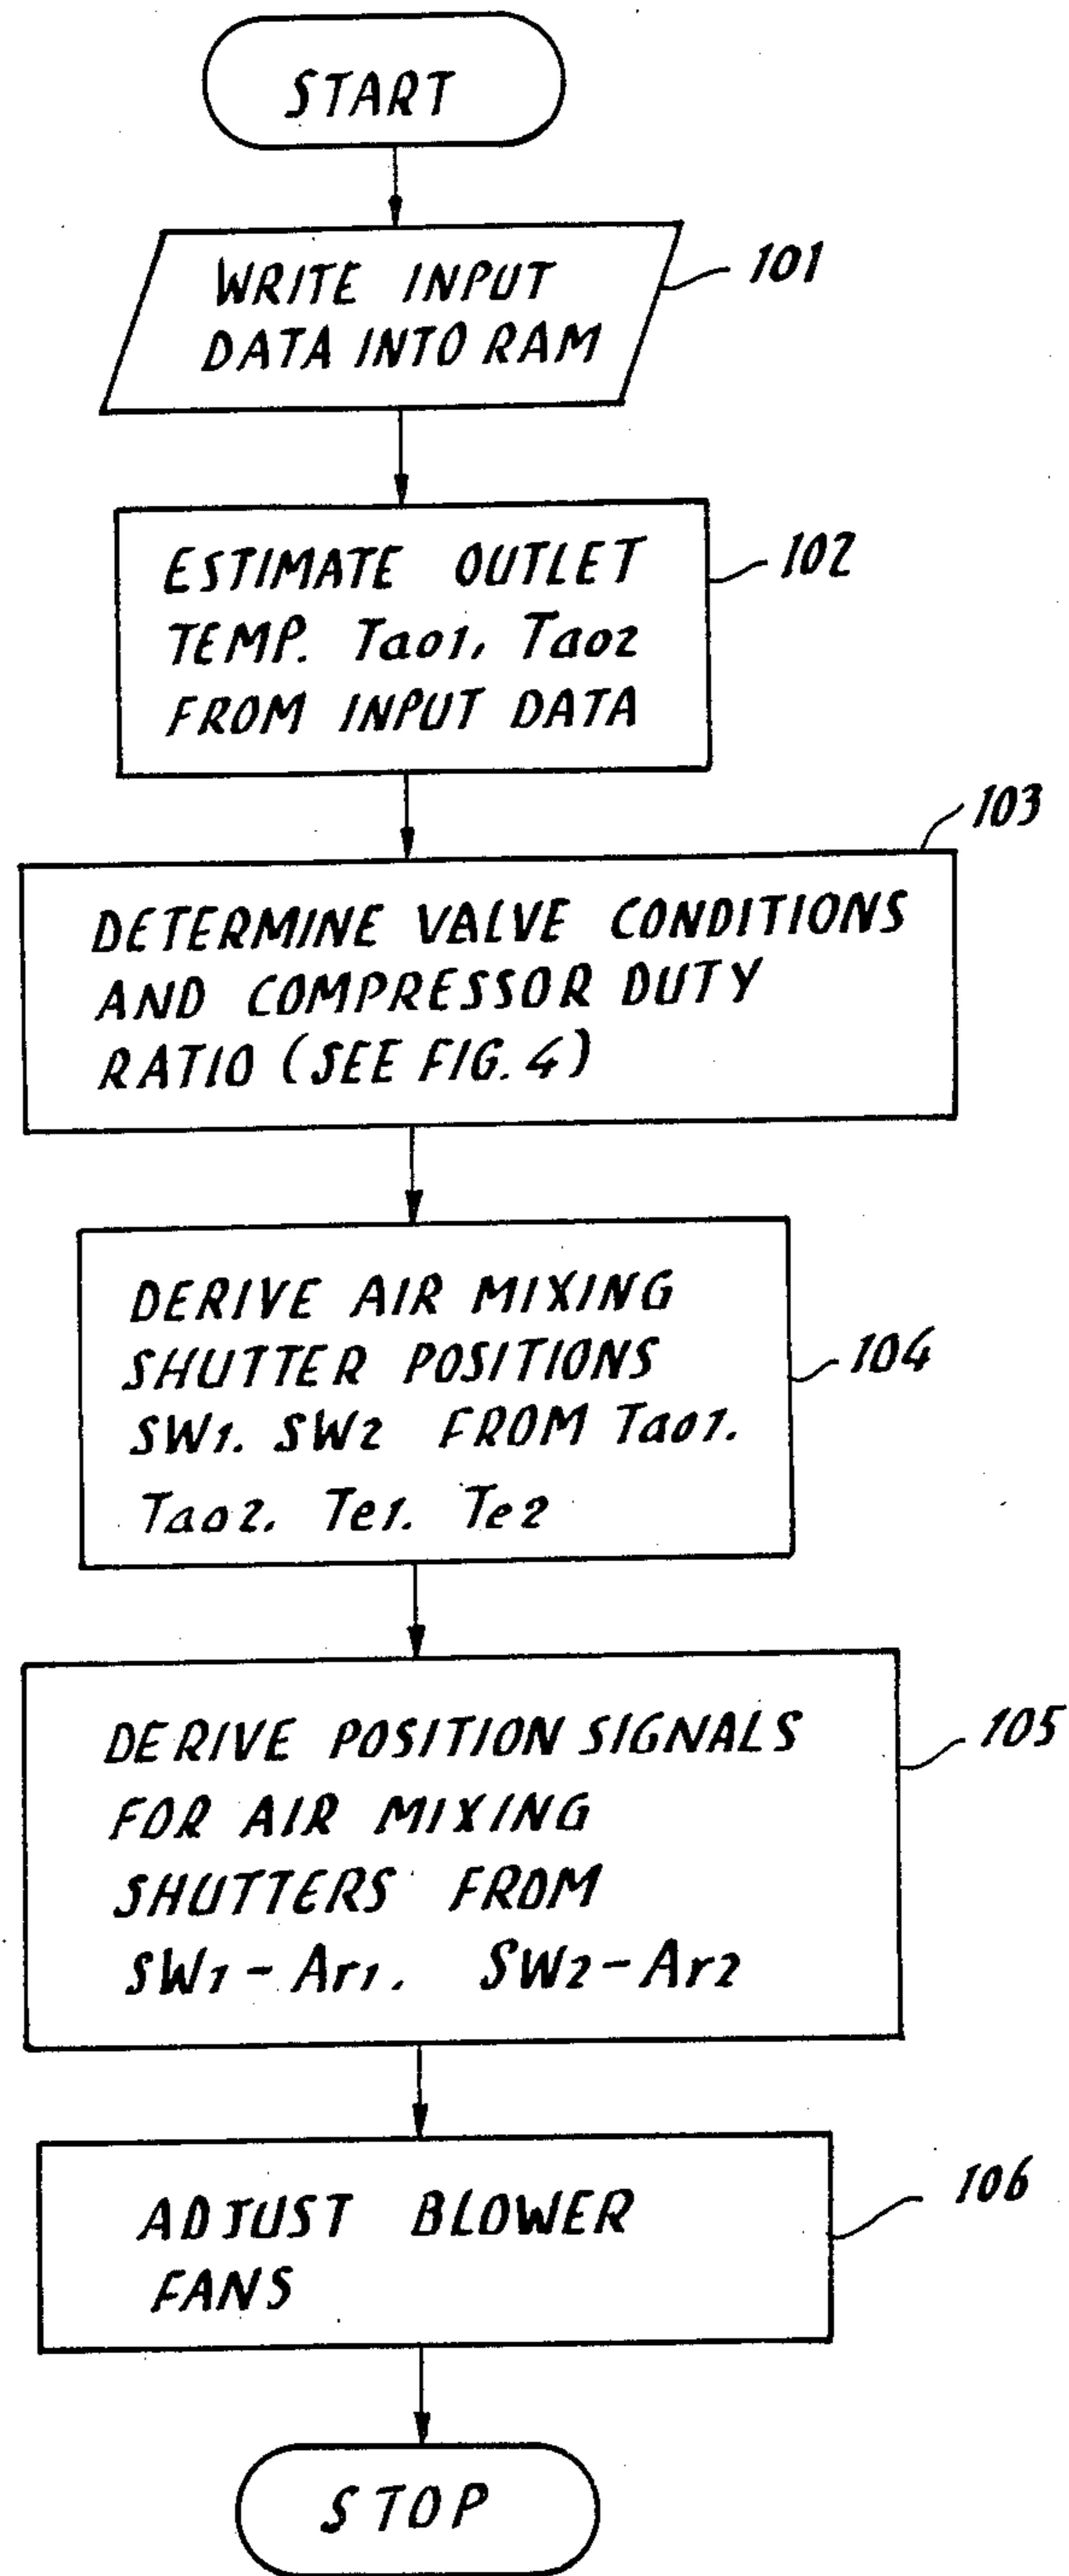 START
WRITE INPUT
DATA INTO RAM
101
ESTIMATE OUTLET
TEMP. Tao1, Tao2
FROM INPUT DATA
102
103
DETERMINE VALVE CONDITIONS
AND COMPRESSOR DUTY
RATIO (SEE FIG. 4)
DERIVE AIR MIXING
SHUTTER POSITIONS
SW1. SW2 FROM Tao1.
Tao2. Te1. Te2
104
DERIVE POSITION SIGNALS
FOR AIR MIXING
SHUTTERS FROM
SW1-Ar1. SW2-Ar2
105
ADJUST BLOWER
FANS
106
STOP